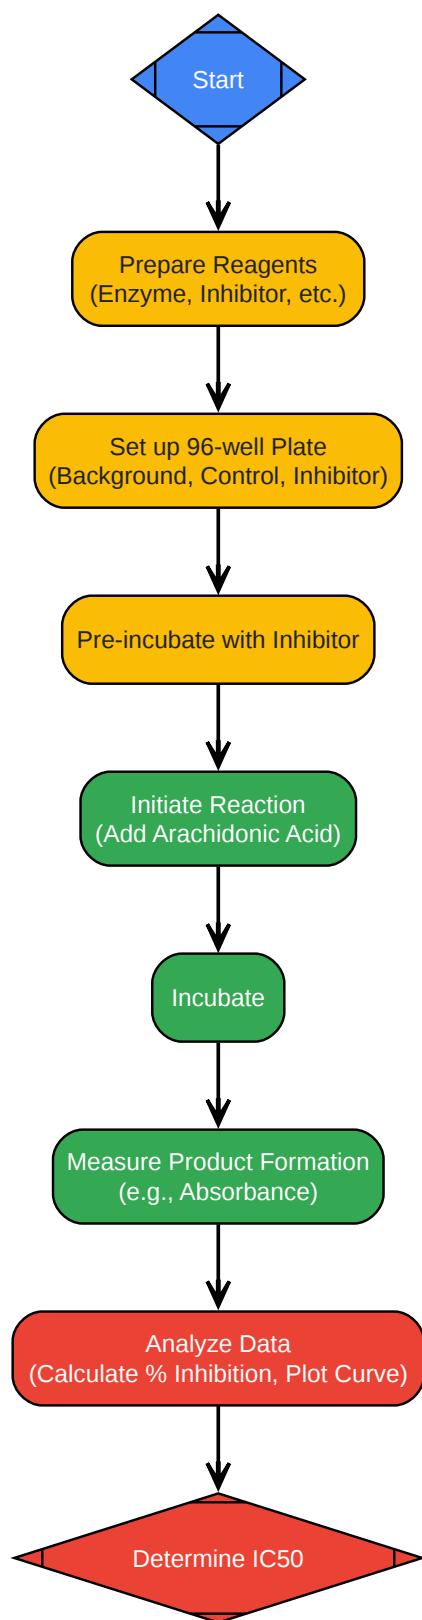 Start
Prepare Reagents
(Enzyme, Inhibitor, etc.)
Set up 96-well Plate
(Background, Control, Inhibitor)
Pre-incubate with Inhibitor
Initiate Reaction
(Add Arachidonic Acid)
Incubate
Measure Product Formation
(e.g., Absorbance)
Analyze Data
(Calculate % Inhibition, Plot Curve)
Determine IC50